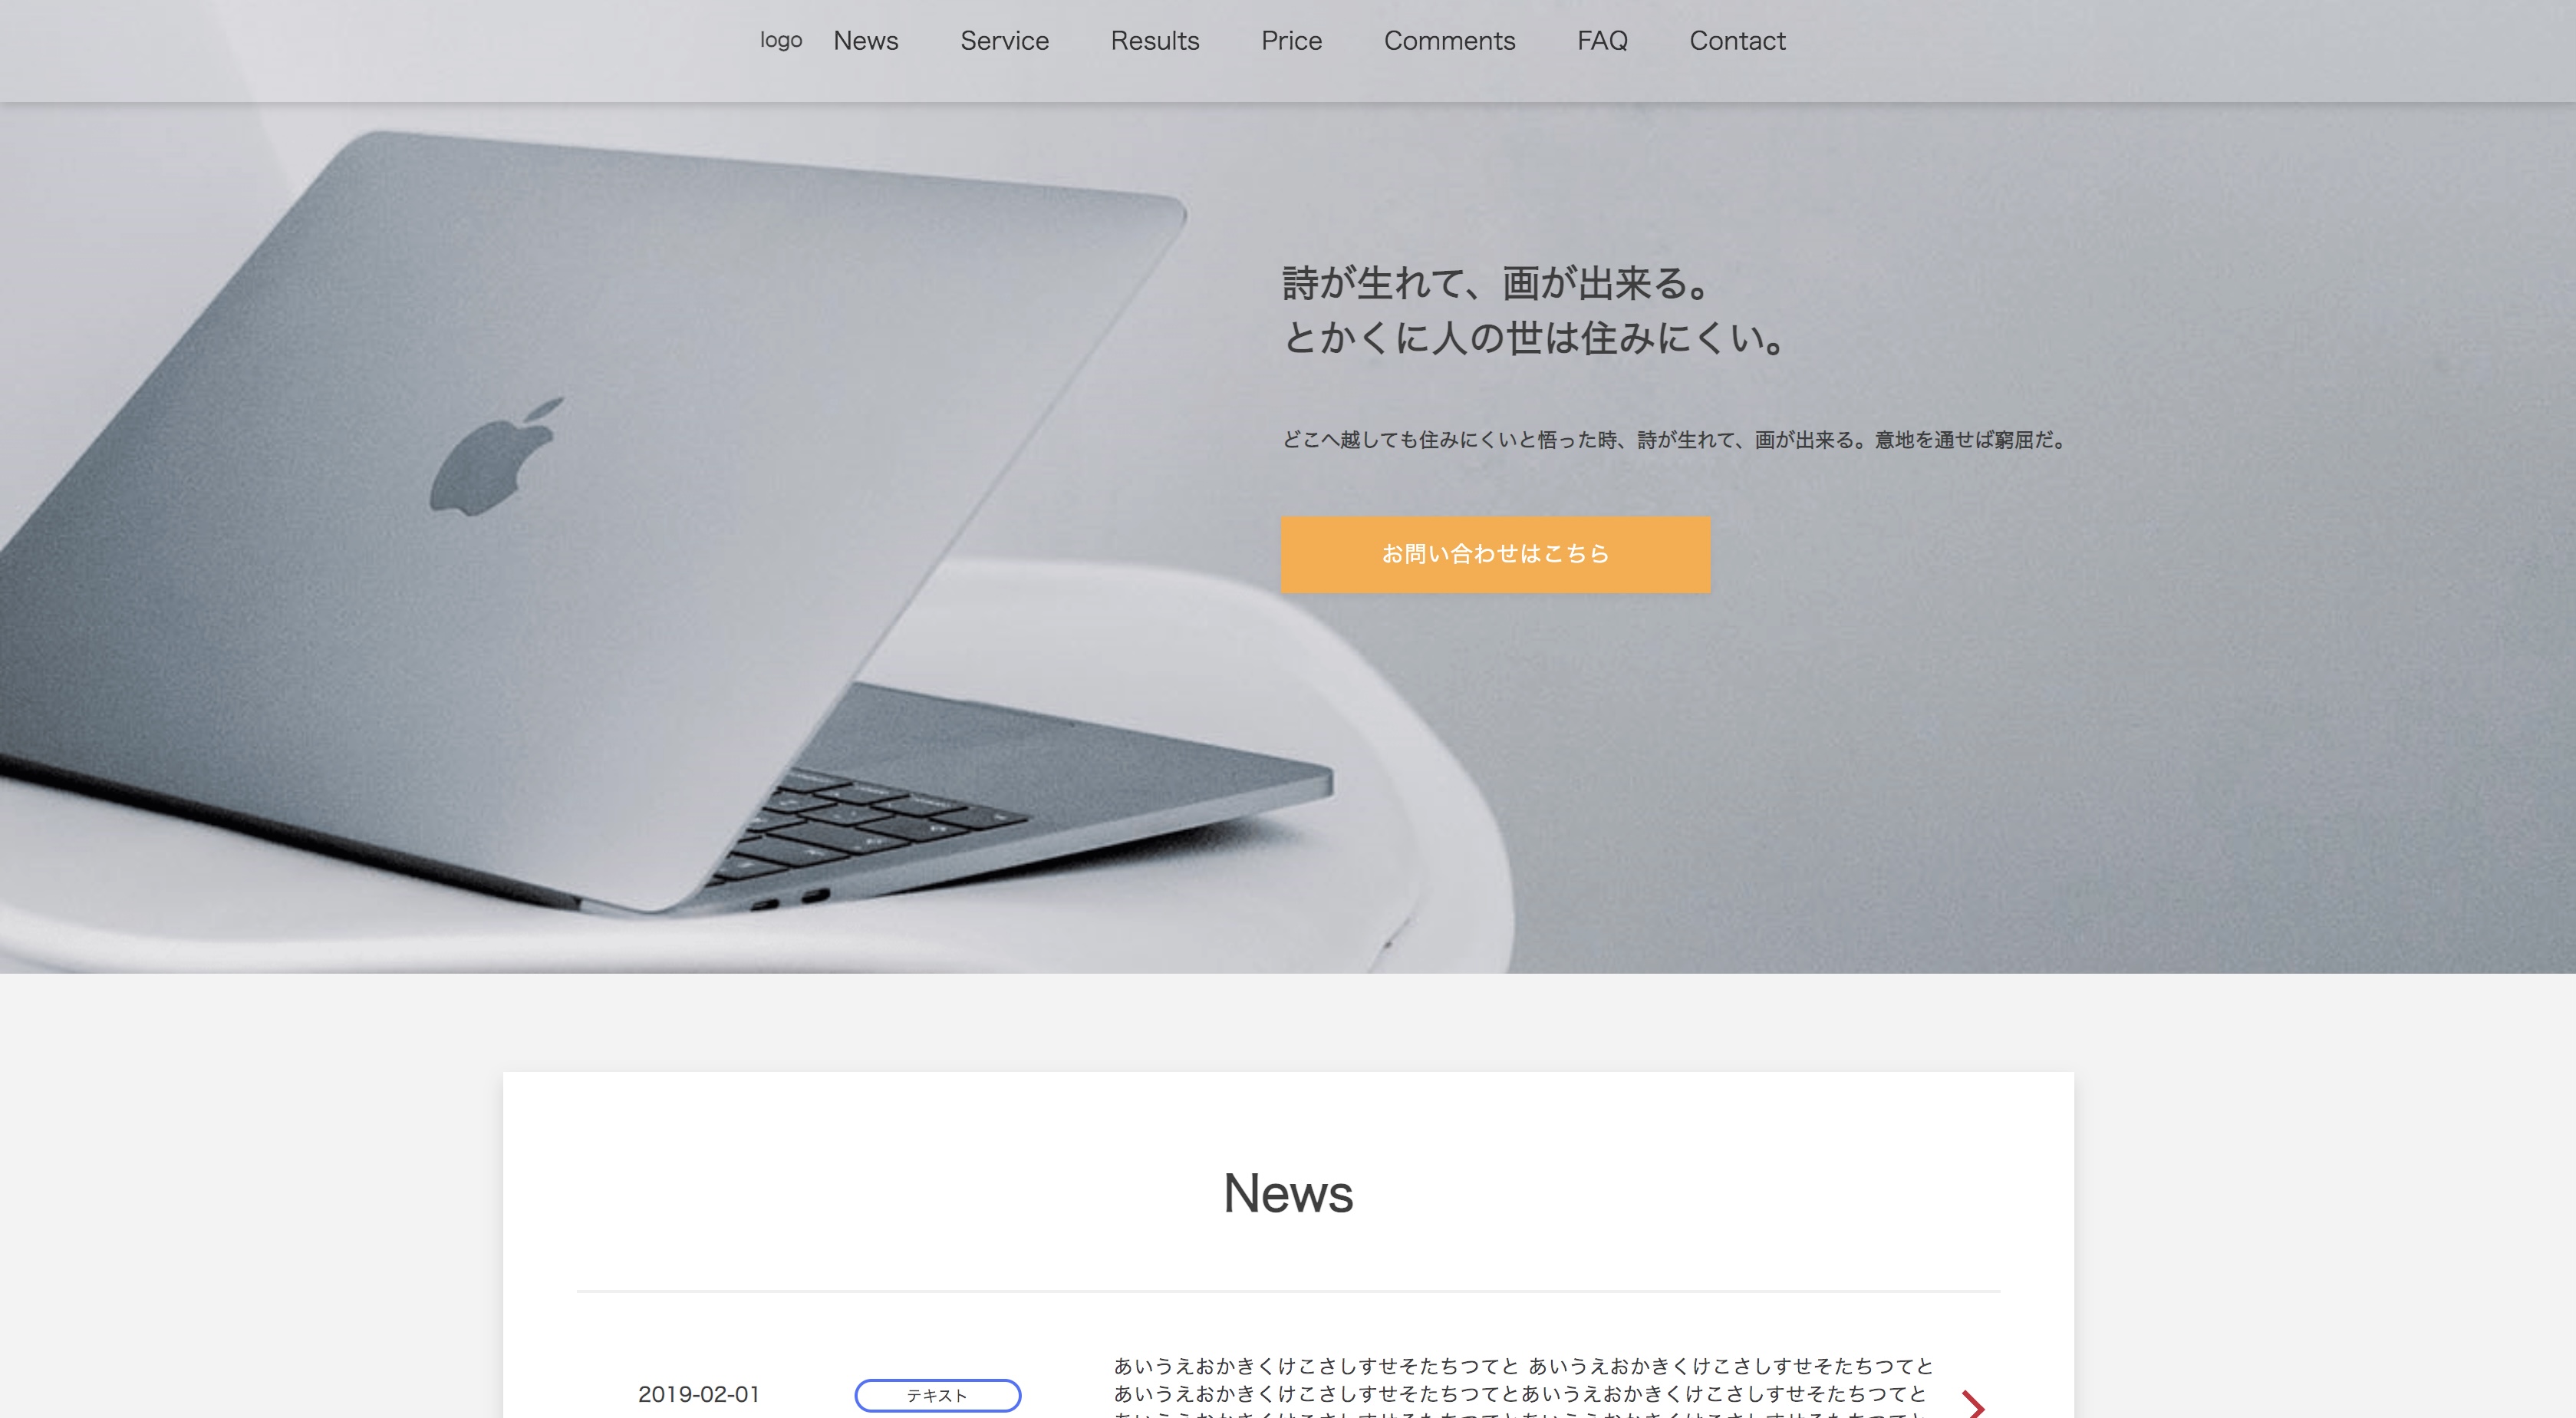 logo News Service Results Price Comments FAQ Contact
詩が生れて、画が出来る。
とかくに人の世は住みにくい。
どこへ越しても住みにくいと悟った時、詩が生れて、画が出来る。意地を通せば窮屈だ。
お問い合わせはこちら
News
2019-02-01
テキスト
あいうえおかきくけこさしすせそたちつてと あいうえおかきくけこさしすせそたちつてと
あいうえおかきくけこさしすせそたちつてとあいうえおかきくけこさしすせそたちつてと